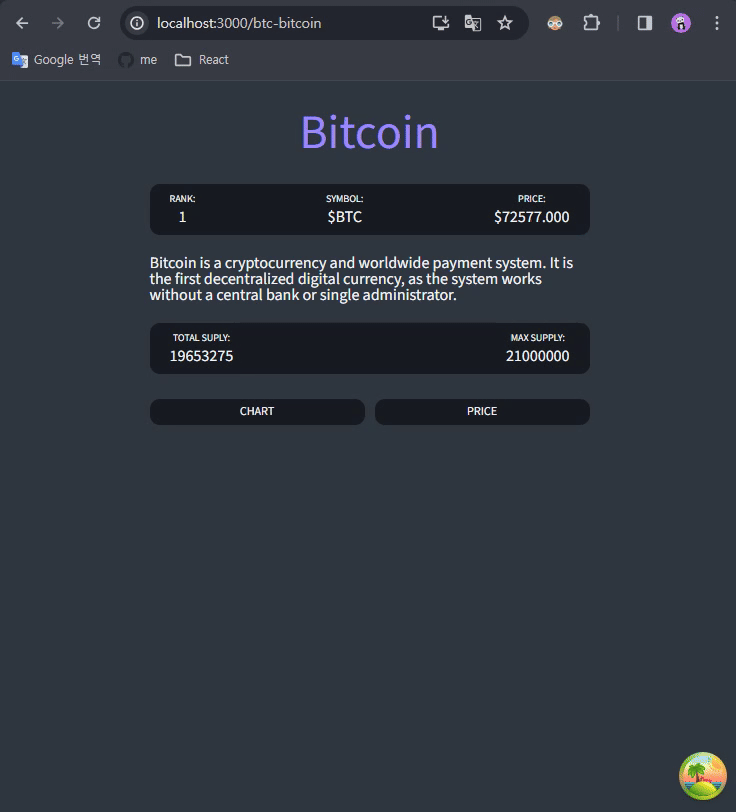 localhost:3000/btc-bitcoin
Google 번역 me React
Bitcoin
RANK: SYMBOL: PRICE:
1 $BTC $72577.000
Bitcoin is a cryptocurrency and worldwide payment system. It is
the first decentralized digital currency, as the system works
without a central bank or single administrator.
TOTAL SUPLY: MAX SUPPLY:
19653275 21000000
CHART PRICE